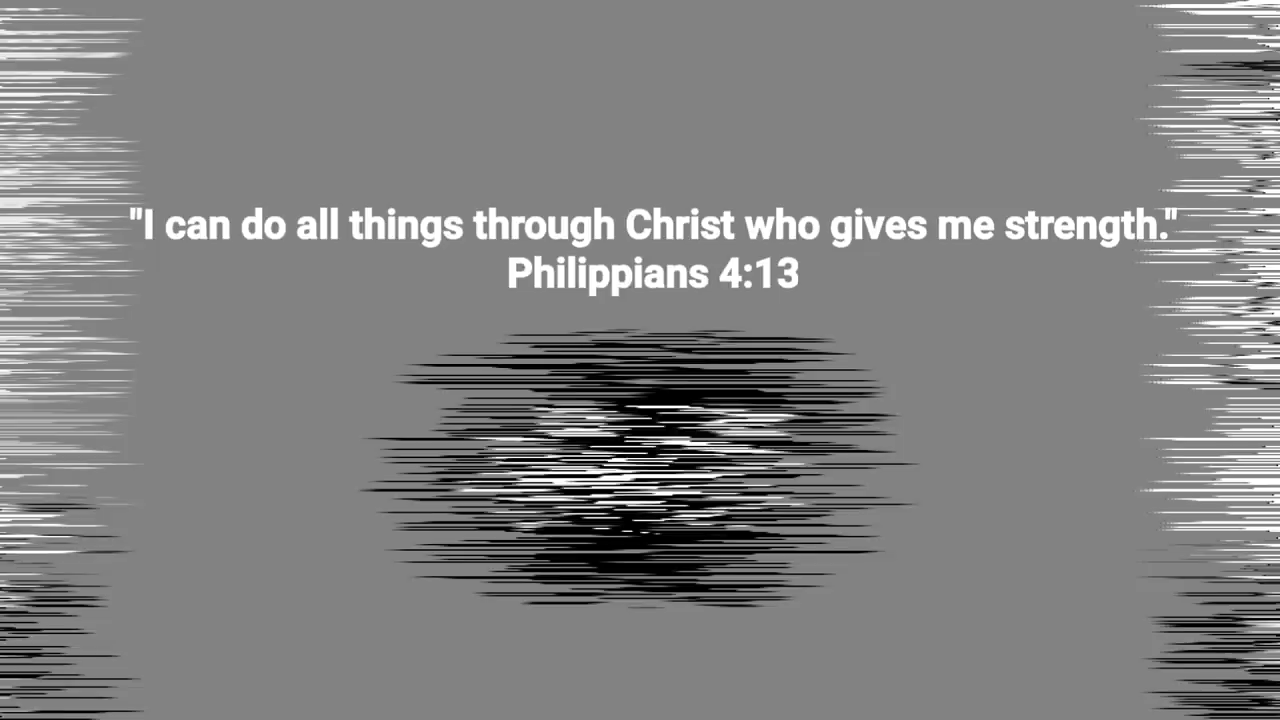 "I can do all things through Christ who gives me strength."
Philippians 4:13